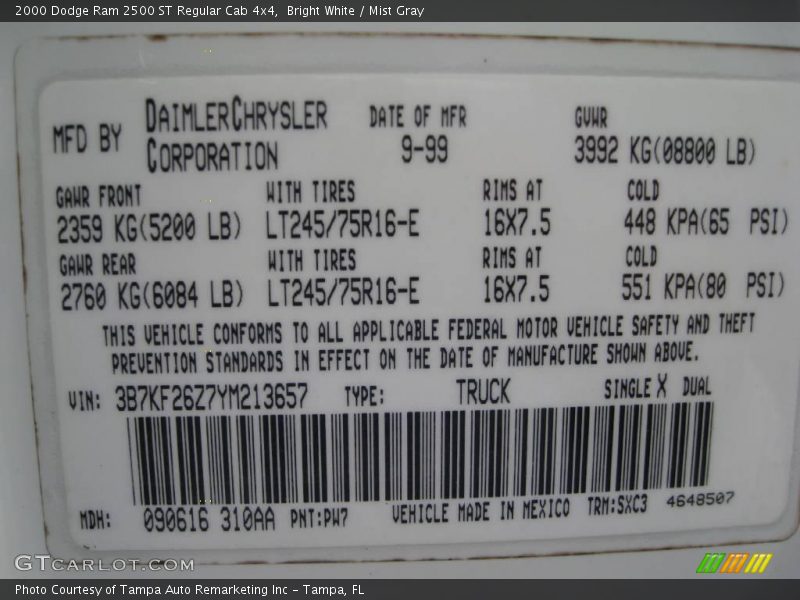 2000 Dodge Ram 2500 ST Regular Cab 4x4,  Bright White / Mist Gray
MFD BY DAIMLERCHRYSLER CORPORATION DATE OF MFR 9-99 GVWR 3992 KG(08800 LB)
GAWR FRONT WITH TIRES RIMS AT COLD
2359 KG(5200 LB) LT245/75R16-E 16X7.5 448 KPA(65 PSI)
GAWR REAR WITH TIRES RIMS AT COLD
2760 KG(6084 LB) LT245/75R16-E 16X7.5 551 KPA(80 PSI)
THIS VEHICLE CONFORMS TO ALL APPLICABLE FEDERAL MOTOR VEHICLE SAFETY AND THEFT
PREVENTION STANDARDS IN EFFECT ON THE DATE OF MANUFACTURE SHOWN ABOVE.
VIN: 3B7KF26Z7YM213657 TYPE: TRUCK SINGLE X DUAL
MDH: 090616 310AA PNT:PW7 VEHICLE MADE IN MEXICO TRM:SXC3 4648507
GTCARLOT.COM
Photo Courtesy of Tampa Auto Remarketing Inc - Tampa, FL